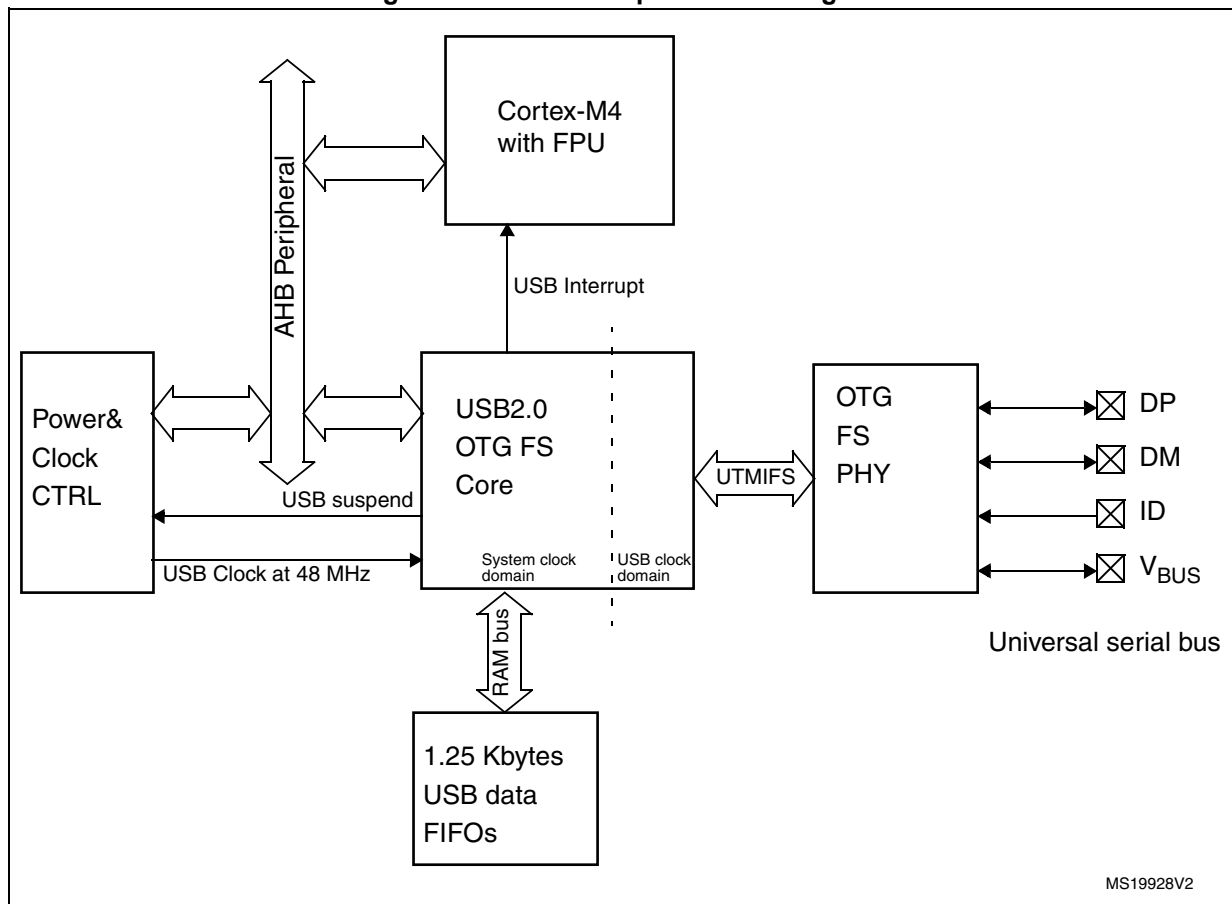 Cortex-M4
with FPU
AHB Peripheral
USB Interrupt
Power&
Clock
CTRL
USB2.0
OTG FS
Core
UTMIFS
OTG
FS
PHY
DP
DM
ID
VBUS
USB suspend
USB Clock at 48 MHz
System clock
domain
USB clock
domain
Universal serial bus
RAM bus
1.25 Kbytes
USB data
FIFOs
MS19928V2